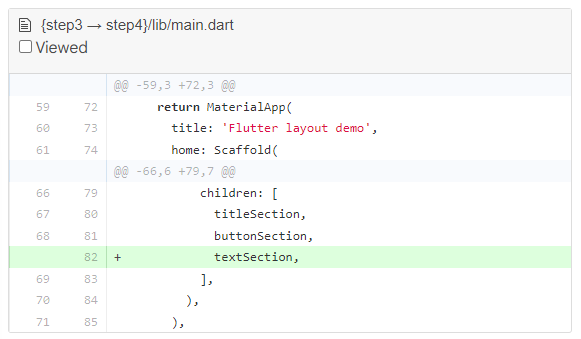 {step3 → step4}/lib/main.dart
Viewed
@@ -59,3 +72,3 @@
59 72 return MaterialApp(
60 73 title: 'Flutter layout demo',
61 74 home: Scaffold(
@@ -66,6 +79,7 @@
66 79 children: [
67 80 titleSection,
68 81 buttonSection,
82 + textSection,
69 83 ],
70 84 ),
71 85 ),